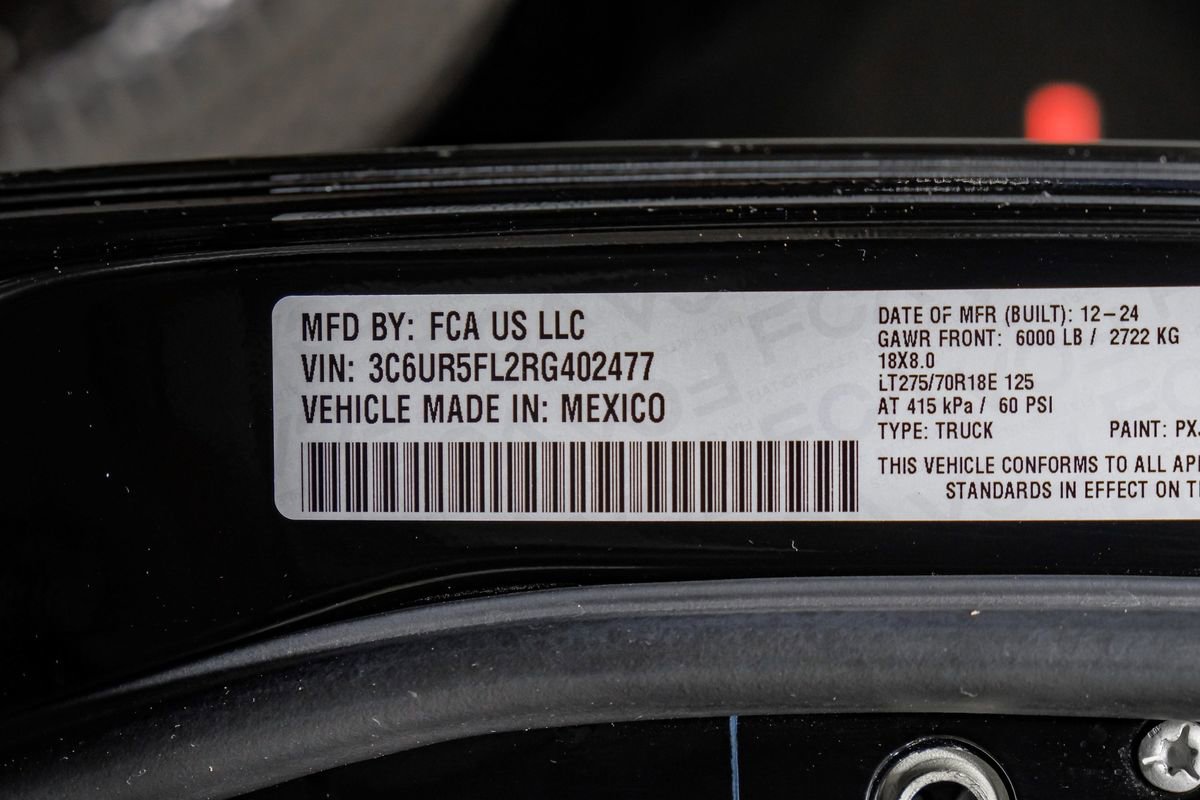 MFD BY: FCA US LLC
VIN: 3C6UR5FL2RG402477
VEHICLE MADE IN: MEXICO
DATE OF MFR (BUILT): 12-24
GAWR FRONT: 6000 LB / 2722 KG
18X8.0
LT275/70R18E 125
AT 415 kPa / 60 PSI
TYPE: TRUCK PAINT: PX
THIS VEHICLE CONFORMS TO ALL
STANDARDS IN EFFECT ON